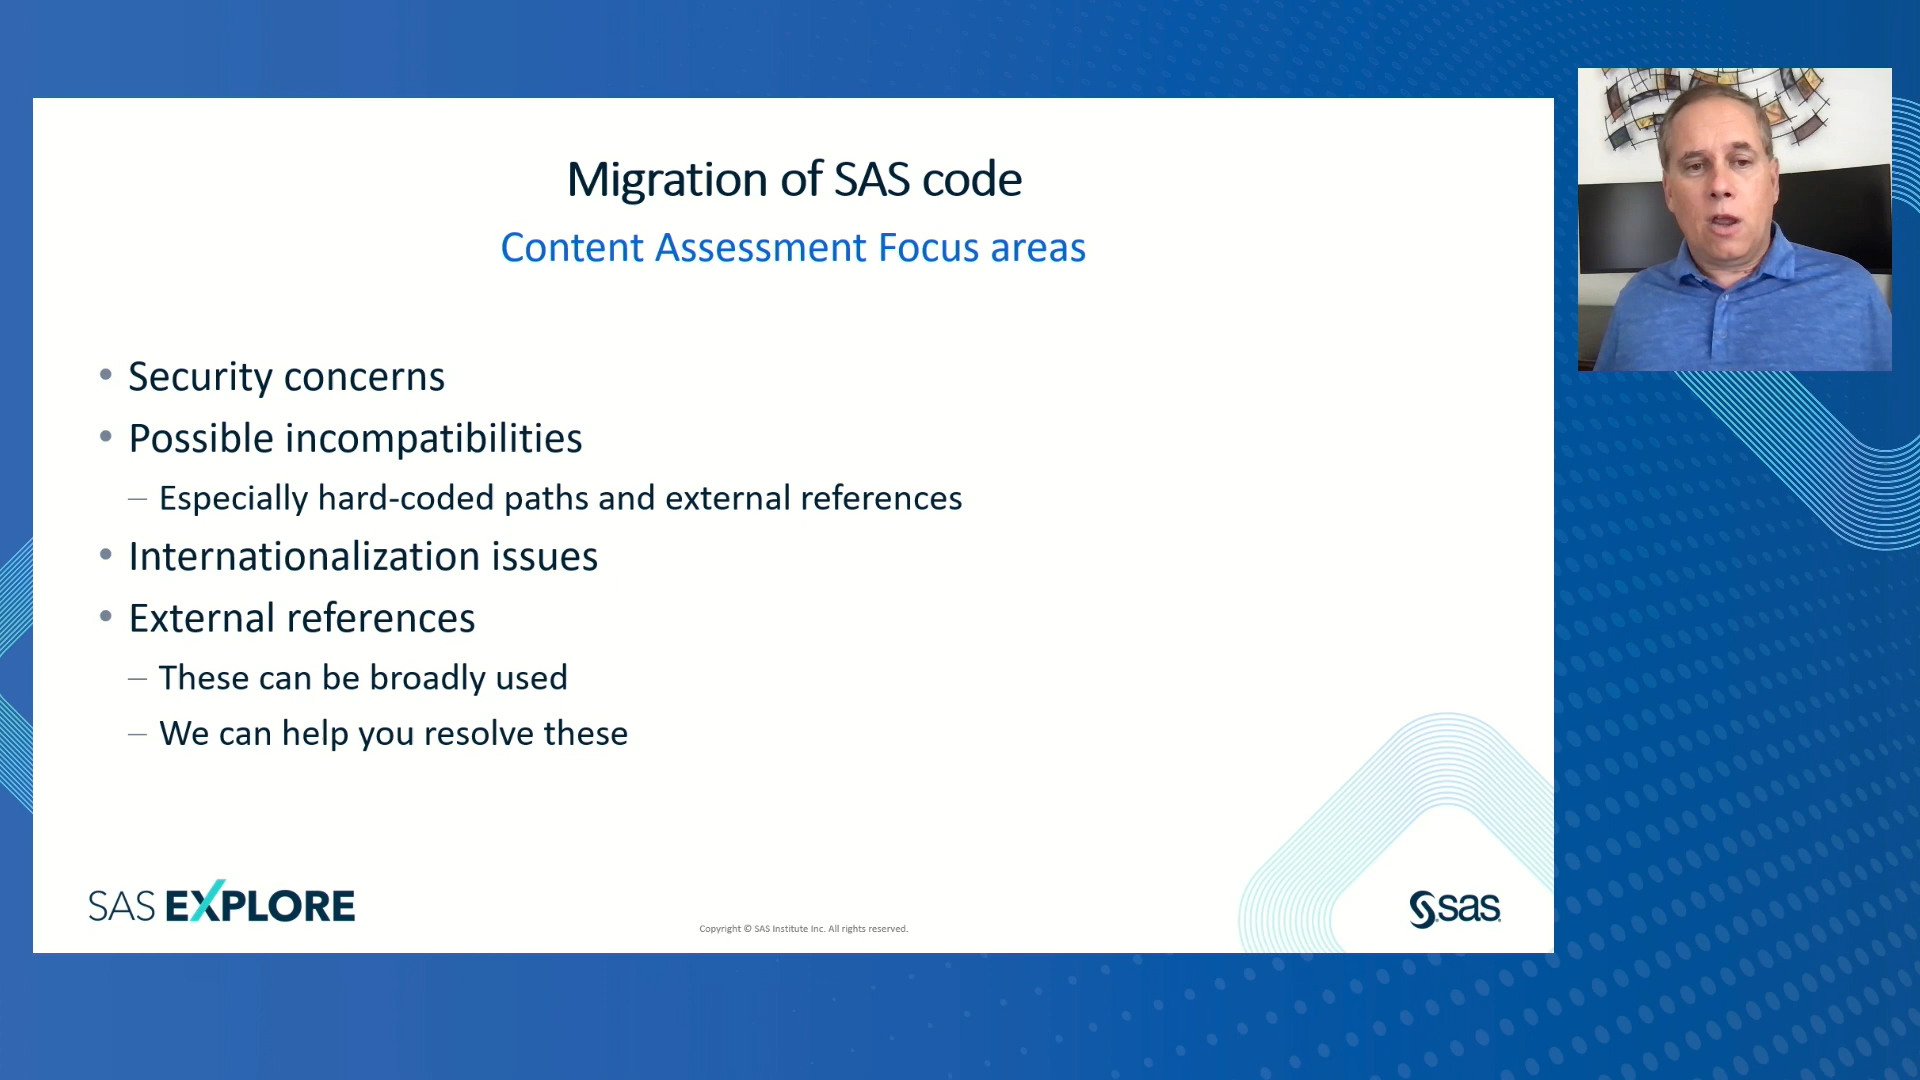 Migration of SAS code
Content Assessment Focus areas
• Security concerns
• Possible incompatibilities
– Especially hard-coded paths and external references
• Internationalization issues
• External references
– These can be broadly used
– We can help you resolve these
SAS EXPLORE
Copyright © SAS Institute Inc. All rights reserved.
sas